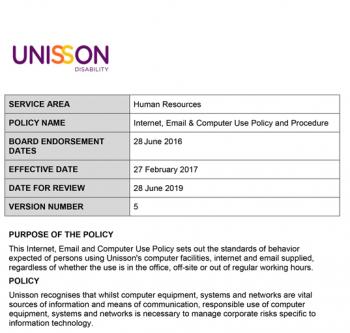 UNISSON
DISABILITY
SERVICE AREA Human Resources
POLICY NAME Internet, Email & Computer Use Policy and Procedure
BOARD ENDORSEMENT 28 June 2016
DATES
EFFECTIVE DATE 27 February 2017
DATE FOR REVIEW 28 June 2019
VERSION NUMBER 5
PURPOSE OF THE POLICY
This Internet, Email and Computer Use Policy sets out the standards of behavior
expected of persons using Unisson's computer facilities, internet and email supplied,
regardless of whether the use is in the office, off-site or out of regular working hours.
POLICY
Unisson recognises that whilst computer equipment, systems and networks are vital
sources of information and means of communication, responsible use of computer
equipment, systems and networks is necessary to manage corporate risks specific to
information technology.